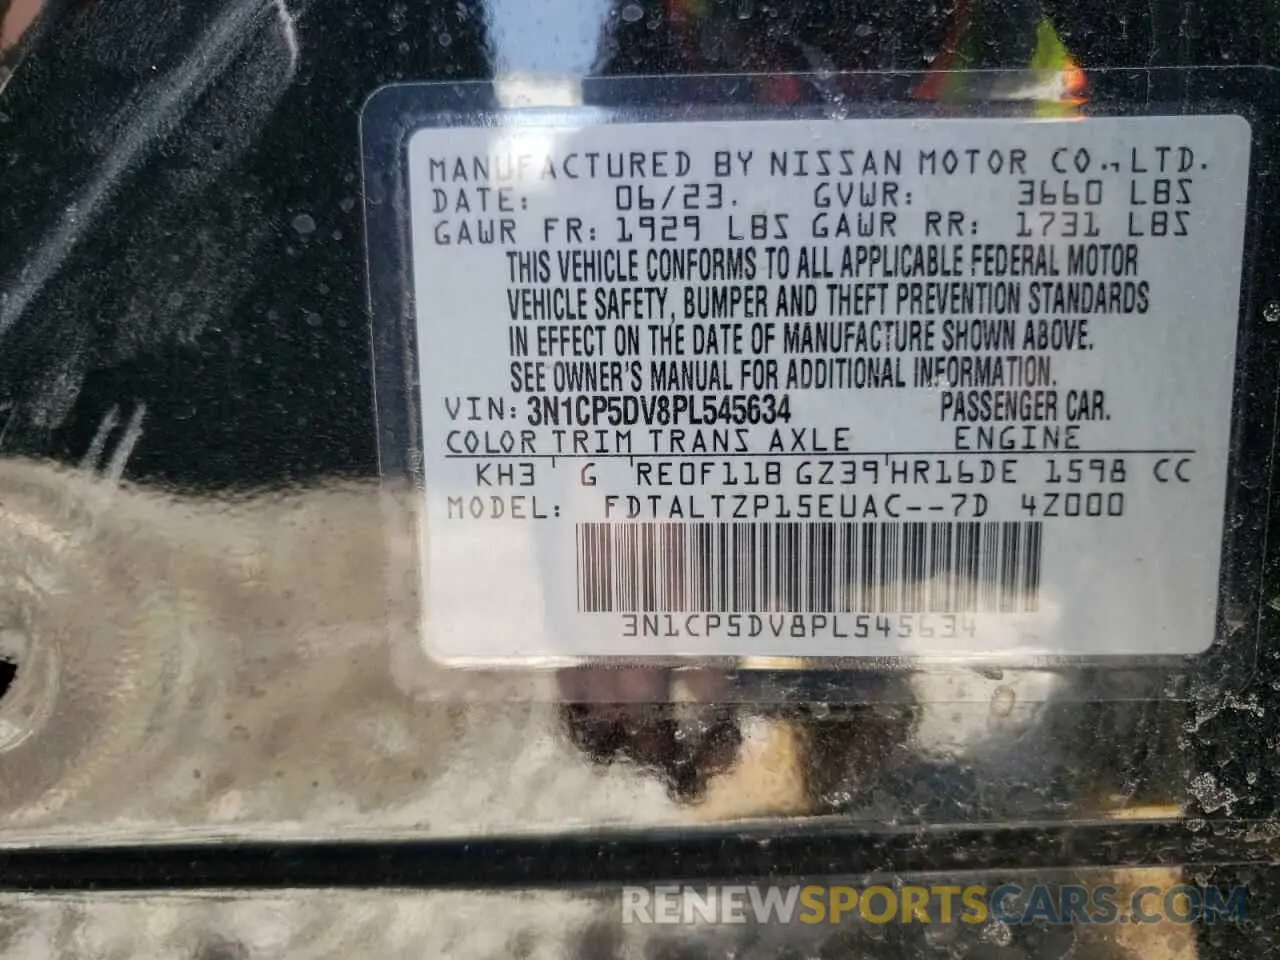 MANUFACTURED BY NISSAN MOTOR CO., LTD.
DATE: 06/23. GVWR: 3660 LBS
GAWR FR: 1929 LBS GAWR RR: 1731 LBS
THIS VEHICLE CONFORMS TO ALL APPLICABLE FEDERAL MOTOR
VEHICLE SAFETY, BUMPER AND THEFT PREVENTION STANDARDS
IN EFFECT ON THE DATE OF MANUFACTURE SHOWN ABOVE.
SEE OWNER'S MANUAL FOR ADDITIONAL INFORMATION.
VIN: 3N1CP5DV8PL545634 PASSENGER CAR.
COLOR TRIM TRANS AXLE ENGINE
KH3 G RE0F11B GZ39 HR16DE 1598 CC
MODEL: FDTALTZP15EUAC--7D 4Z000
3N1CP5DV8PL545634
RENEWSPORTSCARS.COM